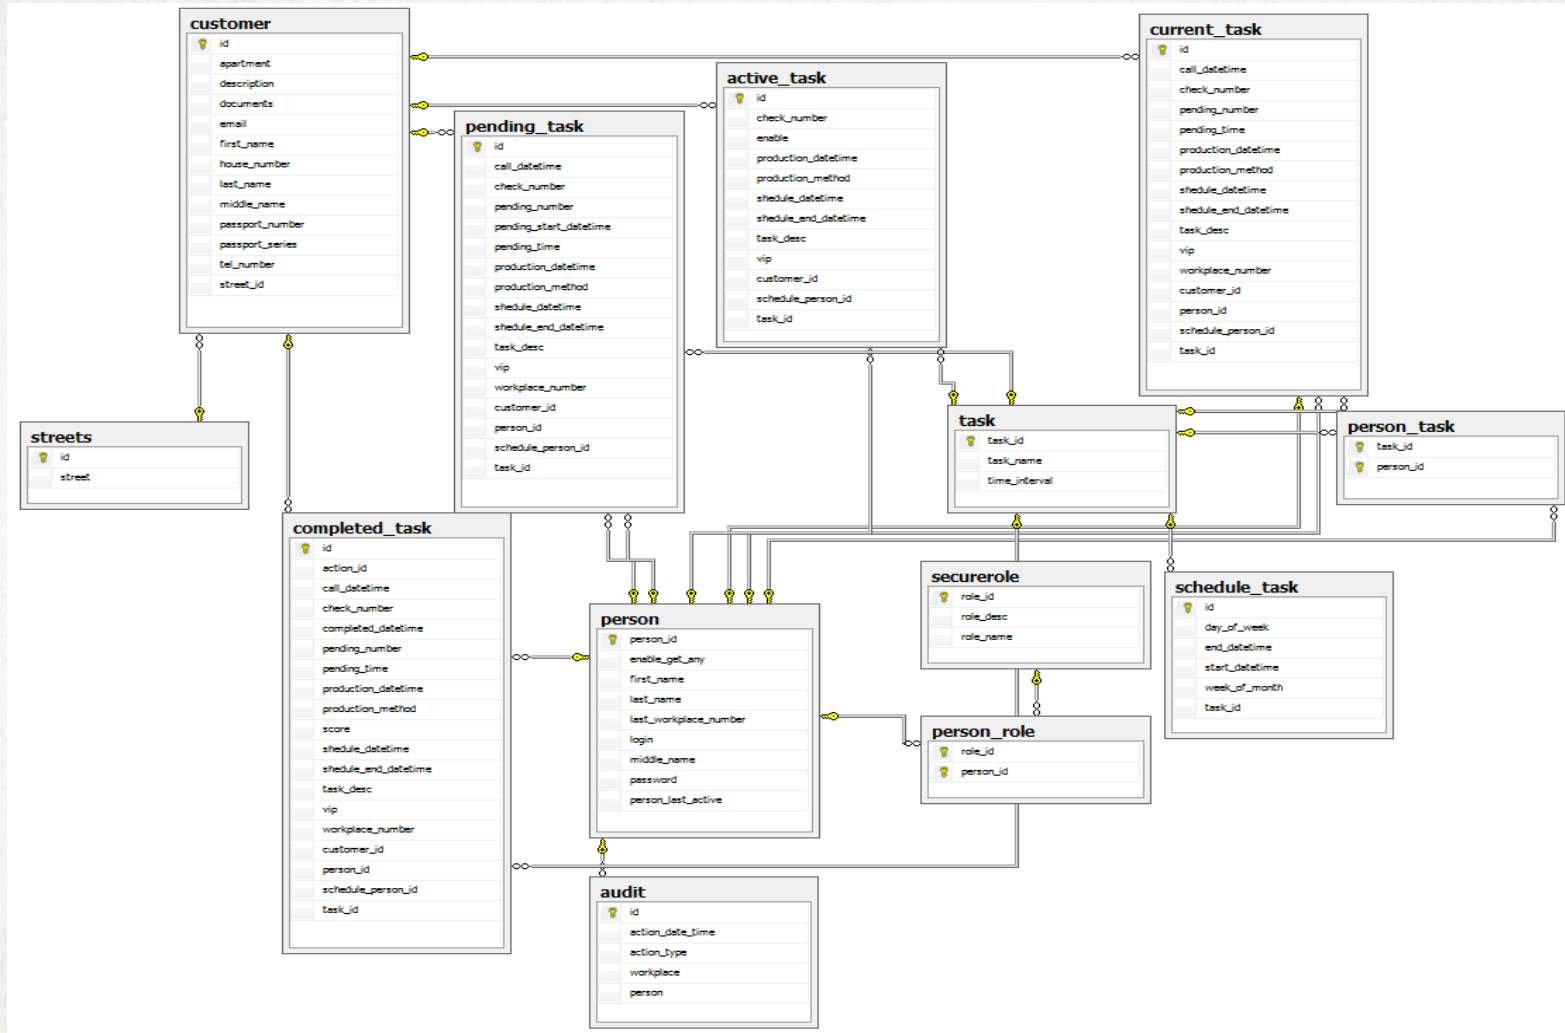 customer
id
apartment
description
documents
email
first_name
house_number
last_name
middle_name
passport_number
passport_series
tel_number
street_id
streets
id
street
pending_task
id
call_datetime
check_number
pending_number
pending_start_datetime
pending_time
production_datetime
production_method
shedule_datetime
shedule_end_datetime
task_desc
vip
workplace_number
customer_id
person_id
schedule_person_id
task_id
active_task
id
check_number
enable
production_datetime
production_method
shedule_datetime
shedule_end_datetime
task_desc
vip
customer_id
schedule_person_id
task_id
current_task
id
call_datetime
check_number
pending_number
pending_time
production_datetime
production_method
shedule_datetime
shedule_end_datetime
task_desc
vip
workplace_number
customer_id
person_id
schedule_person_id
task_id
task
task_id
task_name
time_interval
person_task
task_id
person_id
completed_task
id
action_id
call_datetime
check_number
completed_datetime
pending_number
pending_time
production_datetime
production_method
score
shedule_datetime
shedule_end_datetime
task_desc
vip
workplace_number
customer_id
person_id
schedule_person_id
task_id
person
person_id
enable_get_any
first_name
last_name
last_workplace_number
login
middle_name
password
person_last_active
securerole
role_id
role_desc
role_name
schedule_task
id
day_of_week
end_datetime
start_datetime
week_of_month
task_id
person_role
role_id
person_id
audit
id
action_date_time
action_type
workplace
person